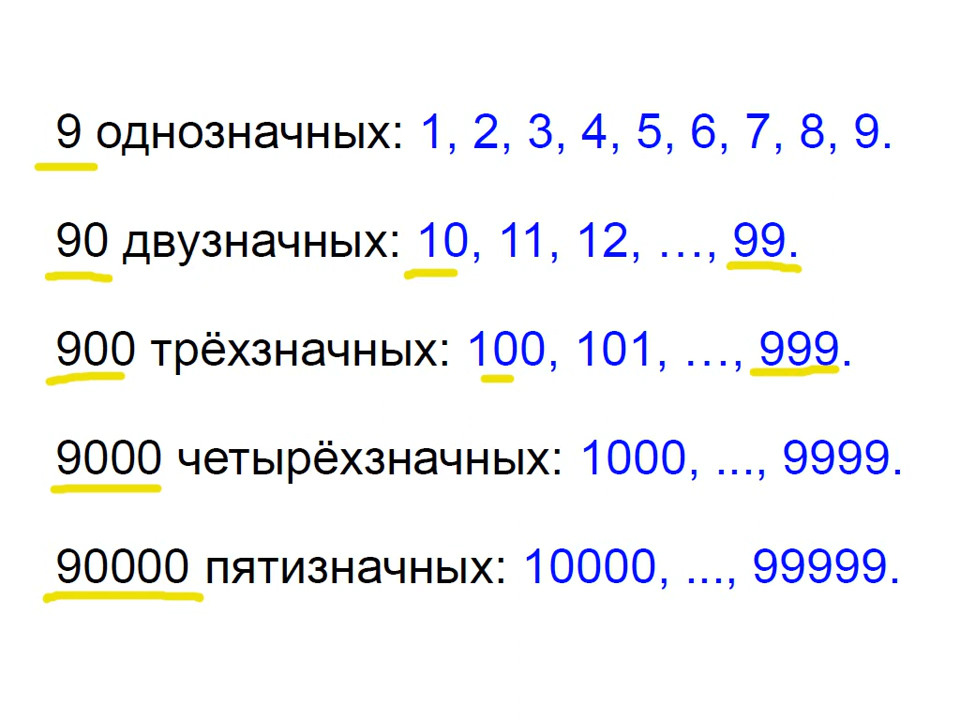 9 однозначных: 1, 2, 3, 4, 5, 6, 7, 8, 9.
90 двузначных: 10, 11, 12, …, 99.
900 трёхзначных: 100, 101, …, 999.
9000 четырёхзначных: 1000, ..., 9999.
90000 пятизначных: 10000, ..., 99999.